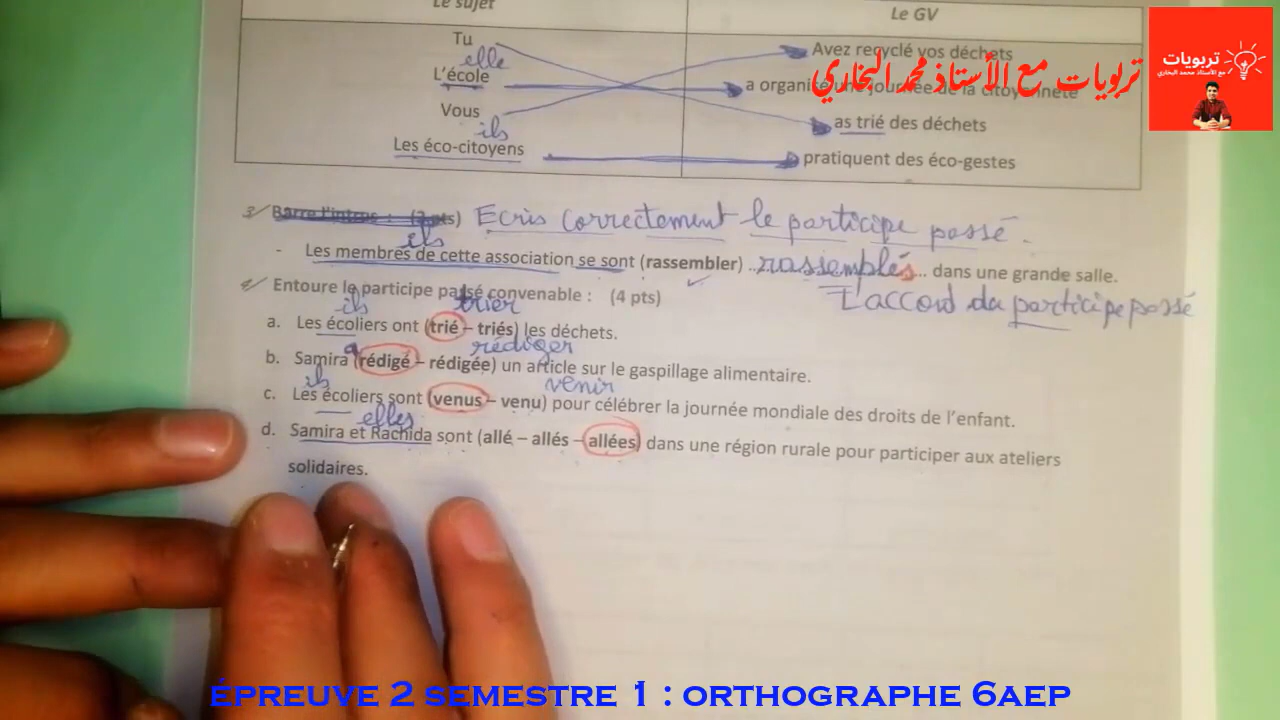 Le sujet Le GV
Tu Avez recyclé vos déchets
elle
L'école a organisé une journée de la citoyenneté
تربويات مع الأستاذ محمد البخاري
Vous as trié des déchets
ils
Les éco-citoyens pratiquent des éco-gestes
تربويات
مع الأستاذ محمد البخاري
3/ Barre l'intrus : (2 pts) Ecris correctement le participe passé.
ils
- Les membres de cette association se sont (rassembler) ..rassemblés... dans une grande salle.
4/ Entoure le participe passé convenable : (4 pts) L'accord du participe passé
ils trier
a. Les écoliers ont (trié – triés) les déchets.
rédiger
b. Samira a (rédigé – rédigée) un article sur le gaspillage alimentaire.
ils venir
c. Les écoliers sont (venus – venu) pour célébrer la journée mondiale des droits de l'enfant.
elles
d. Samira et Rachida sont (allé – allés – allées) dans une région rurale pour participer aux ateliers
solidaires.
épreuve 2 semestre 1 : orthographe 6aep